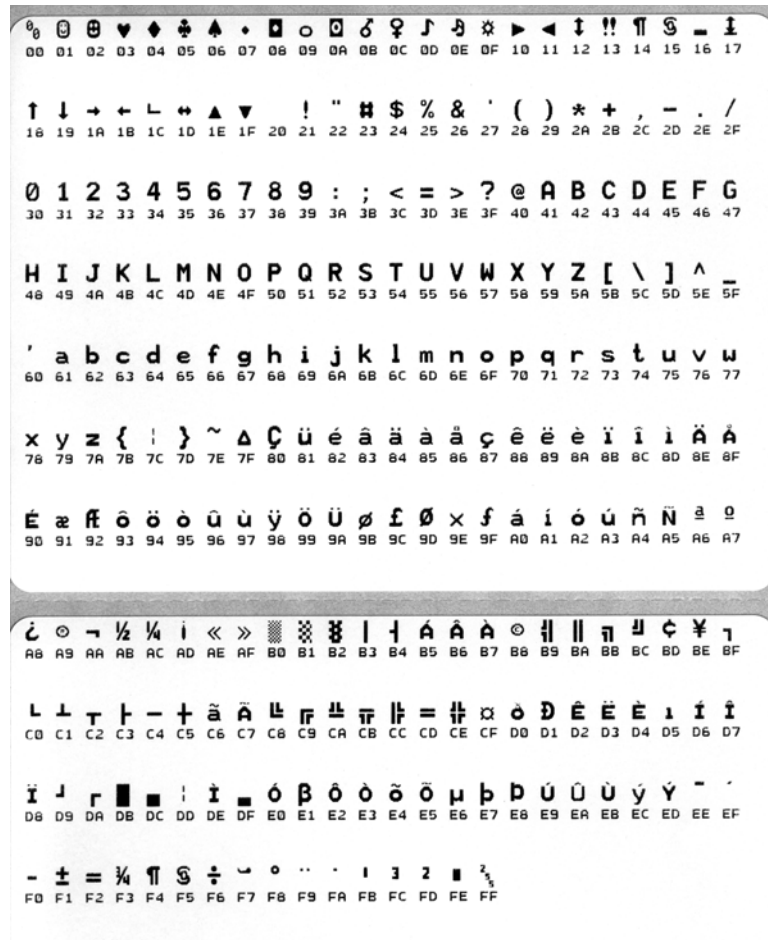 ⁰₀ ☺ ☻ ♥ ♦ ♣ ♠ • ◘ ○ ◙ ♂ ♀ ♪ ♫ ☼ ► ◄ ↕ ‼ ¶ § ▬ ↨
00 01 02 03 04 05 06 07 08 09 0A 0B 0C 0D 0E 0F 10 11 12 13 14 15 16 17
↑ ↓ → ← ∟ ↔ ▲ ▼ ! " # $ % & ' ( ) * + , - . /
18 19 1A 1B 1C 1D 1E 1F 20 21 22 23 24 25 26 27 28 29 2A 2B 2C 2D 2E 2F
0 1 2 3 4 5 6 7 8 9 : ; < = > ? @ A B C D E F G
30 31 32 33 34 35 36 37 38 39 3A 3B 3C 3D 3E 3F 40 41 42 43 44 45 46 47
H I J K L M N O P Q R S T U V W X Y Z [ \ ] ^ _
48 49 4A 4B 4C 4D 4E 4F 50 51 52 53 54 55 56 57 58 59 5A 5B 5C 5D 5E 5F
' a b c d e f g h i j k l m n o p q r s t u v w
60 61 62 63 64 65 66 67 68 69 6A 6B 6C 6D 6E 6F 70 71 72 73 74 75 76 77
x y z { ¦ } ~ Δ Ç ü é â ä à å ç ê ë è ï î ì Ä Å
78 79 7A 7B 7C 7D 7E 7F 80 81 82 83 84 85 86 87 88 89 8A 8B 8C 8D 8E 8F
É æ Æ ô ö ò û ù ÿ Ö Ü ø £ Ø × ƒ á í ó ú ñ Ñ ª º
90 91 92 93 94 95 96 97 98 99 9A 9B 9C 9D 9E 9F A0 A1 A2 A3 A4 A5 A6 A7
¿ ® ¬ ½ ¼ ¡ « » ░ ▒ ▓ │ ┤ Á Â À © ╣ ║ ╗ ╝ ¢ ¥ ┐
A8 A9 AA AB AC AD AE AF B0 B1 B2 B3 B4 B5 B6 B7 B8 B9 BA BB BC BD BE BF
└ ┴ ┬ ├ ─ ┼ ã Ã ╚ ╔ ╩ ╦ ╠ ═ ╬ ¤ ð Ð Ê Ë È ı Í Î
C0 C1 C2 C3 C4 C5 C6 C7 C8 C9 CA CB CC CD CE CF D0 D1 D2 D3 D4 D5 D6 D7
Ï ┘ ┌ █ ▄ ¦ Ì ▬ Ó β Ô Ò õ Õ µ þ Þ Ú Û Ù ý Ý ¯ ´
D8 D9 DA DB DC DD DE DF E0 E1 E2 E3 E4 E5 E6 E7 E8 E9 EA EB EC ED EE EF
- ± = ¾ ¶ § ÷ ¸ ° ¨ · ı 3 2 ■ ²₅₅
F0 F1 F2 F3 F4 F5 F6 F7 F8 F9 FA FB FC FD FE FF